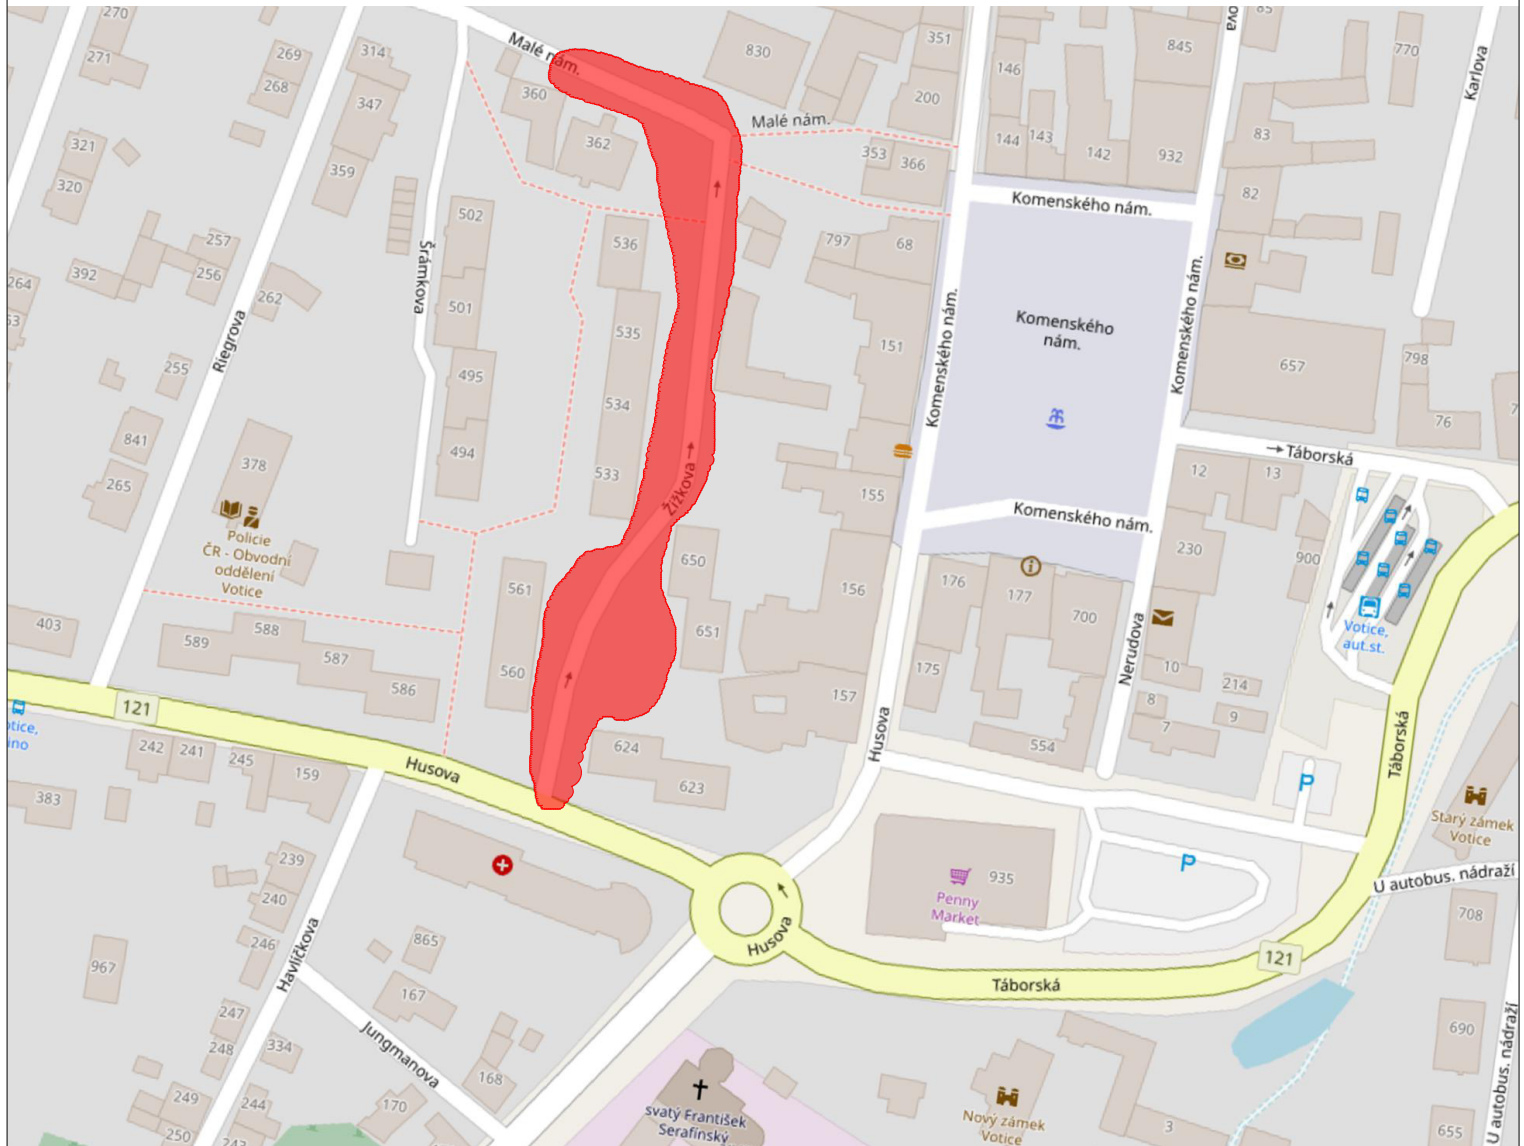 270
271
269
268
314
347
359
Malé nám.
360
362
830
351
200
Malé nám.
353
366
146
144
143
142
845
932
85
83
82
770
Karlova
321
320
257
256
392
264
262
Riegrova
255
841
265
378
Policie
ČR - Obvodní
oddělení
Votice
Šrámkova
502
501
495
494
536
535
534
533
Žižkova
797
68
151
155
156
157
Komenského nám.
Komenského nám.
Komenského nám.
Komenského
nám.
Komenského nám.
657
798
76
Táborská
12
13
230
900
Votice,
aut.st.
403
589
588
587
586
561
560
650
651
624
623
176
177
700
175
554
Nerudova
10
8
7
214
9
Husova
121
Husova
242
241
245
159
383
239
240
246
967
Havlíčkova
247
248
334
249
250
244
865
167
168
170
Jungmanova
Husova
Penny
Market
935
P
P
Táborská
Táborská
121
Starý zámek
Votice
U autobus. nádraží
708
690
655
U autobus. nádraží
svatý František
Serafínský
Nový zámek
Votice
3